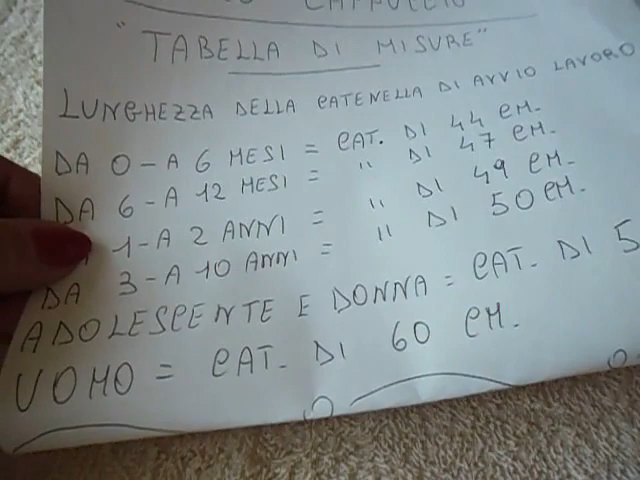 CAPPUCCIO
"TABELLA DI MISURE"
LUNGHEZZA DELLA CATENELLA DI AVVIO LAVORO
DA 0-A 6 MESI = CAT. DI 44 CM.
DA 6-A 12 MESI = " DI 47 CM.
1-A 2 ANNI = " DI 49 CM.
DA 3-A 10 ANNI = " DI 50 CM.
ADOLESCENTE E DONNA = CAT. DI 5
UOMO = CAT. DI 60 CM.